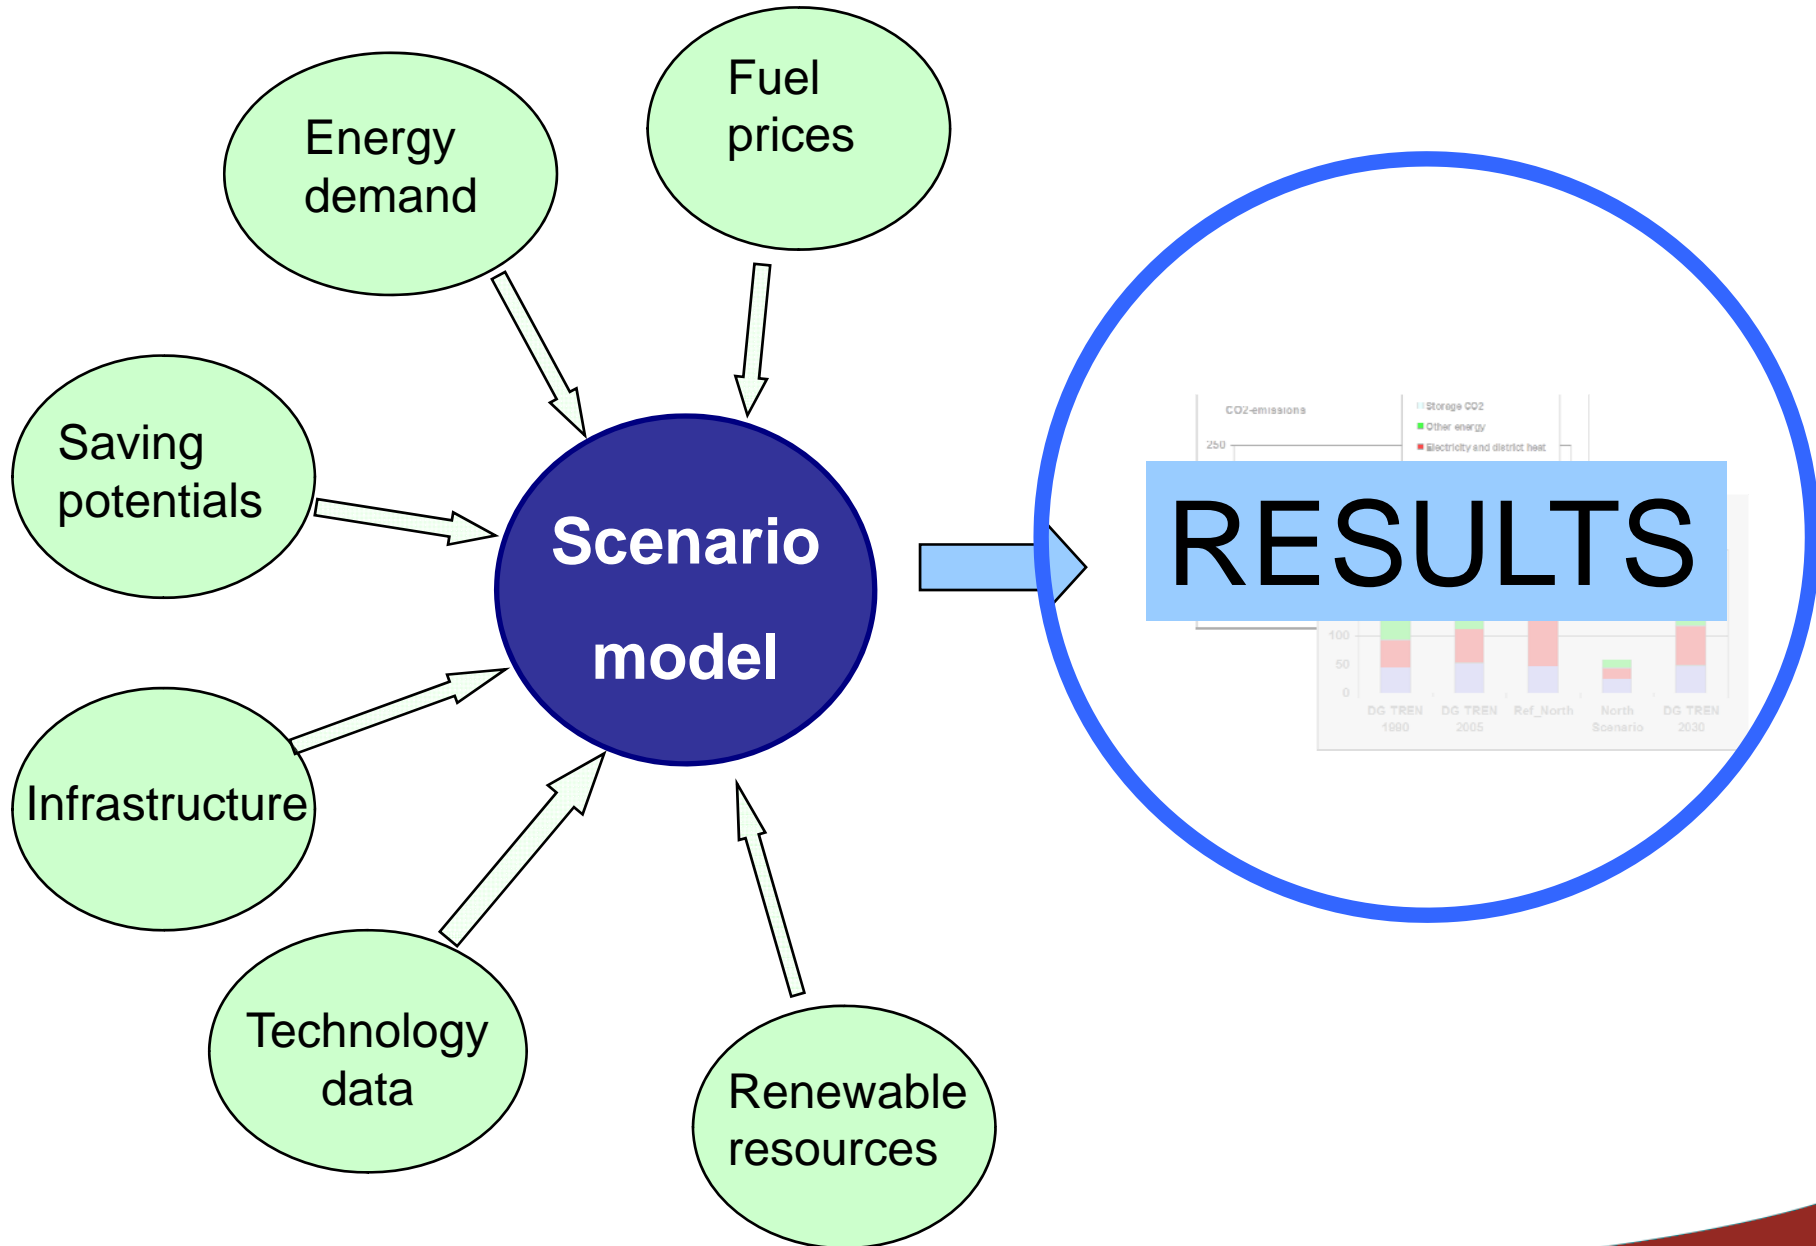 Fuel
prices
Energy
demand
Saving
potentials
Infrastructure
Technology
data
Renewable
resources
Scenario
model
CO2-emissions
Storage CO2
Other energy
Electricity and district heat
250
RESULTS
100
50
0
DG TREN
1990
DG TREN
2005
Ref_North
North
Scenario
DG TREN
2030